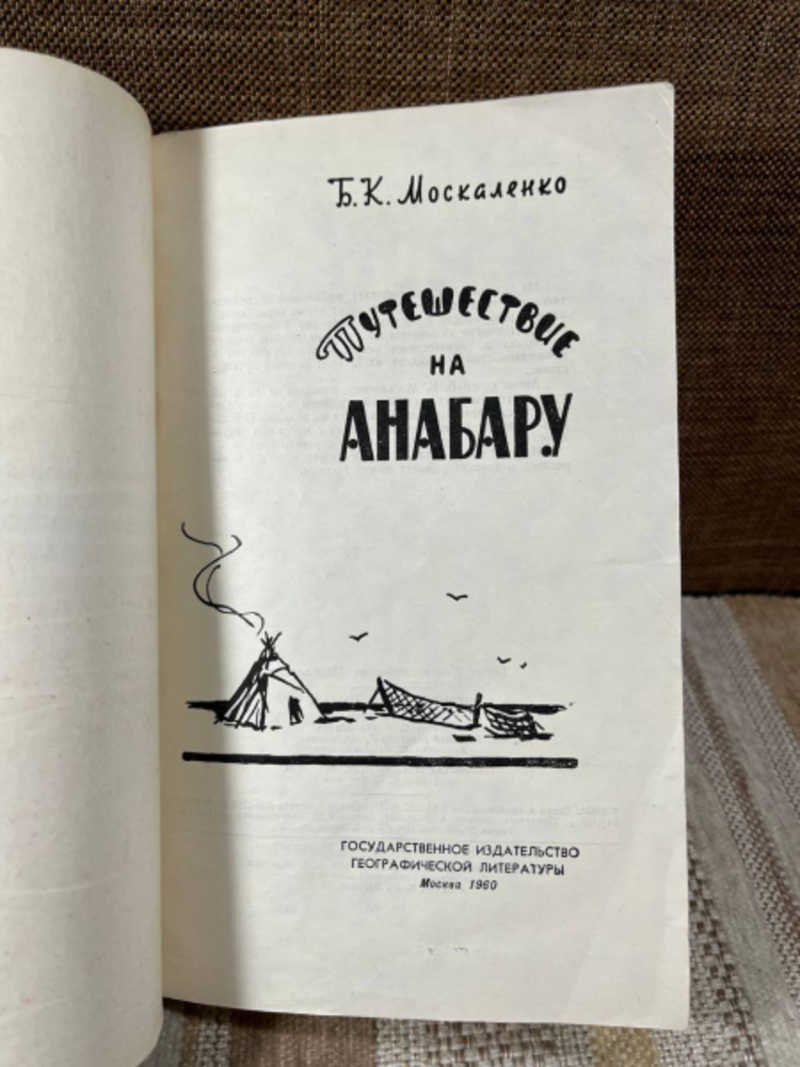 Б.К. Москаленко
Путешествие
НА
АНАБАРУ
ГОСУДАРСТВЕННОЕ ИЗДАТЕЛЬСТВО
ГЕОГРАФИЧЕСКОЙ ЛИТЕРАТУРЫ
Москва 1960